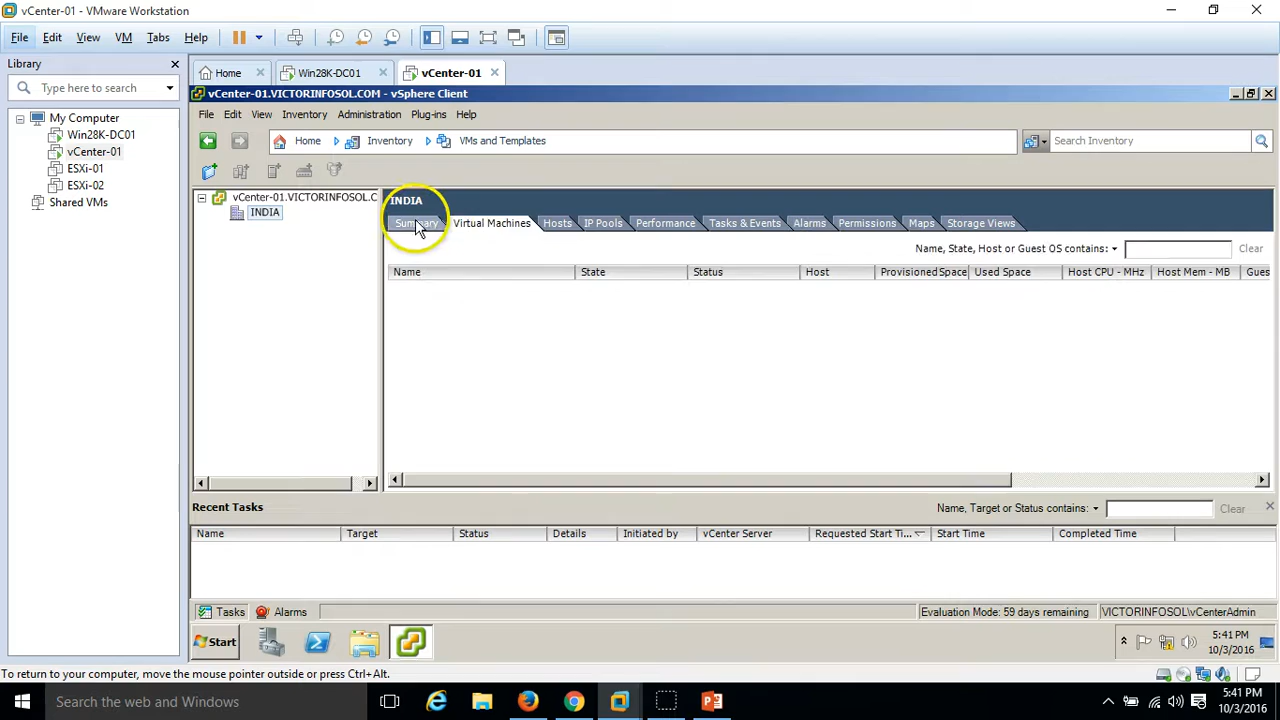 vCenter-01 - VMware Workstation
File Edit View VM Tabs Help
Library
Type here to search
My Computer
Win28K-DC01
vCenter-01
ESXi-01
ESXi-02
Shared VMs
Home Win28K-DC01 vCenter-01
vCenter-01.VICTORINFOSOL.COM - vSphere Client
File Edit View Inventory Administration Plug-ins Help
Home Inventory VMs and Templates Search Inventory
vCenter-01.VICTORINFOSOL.C
INDIA
INDIA
Summary Virtual Machines Hosts IP Pools Performance Tasks & Events Alarms Permissions Maps Storage Views
Name, State, Host or Guest OS contains: Clear
Name State Status Host Provisioned Space Used Space Host CPU - MHz Host Mem - MB Gues
Recent Tasks Name, Target or Status contains: Clear
Name Target Status Details Initiated by vCenter Server Requested Start Ti... Start Time Completed Time
Tasks Alarms Evaluation Mode: 59 days remaining VICTORINFOSOL\vCenterAdmin
Start 5:41 PM
10/3/2016
To return to your computer, move the mouse pointer outside or press Ctrl+Alt.
Search the web and Windows 5:41 PM
10/3/2016